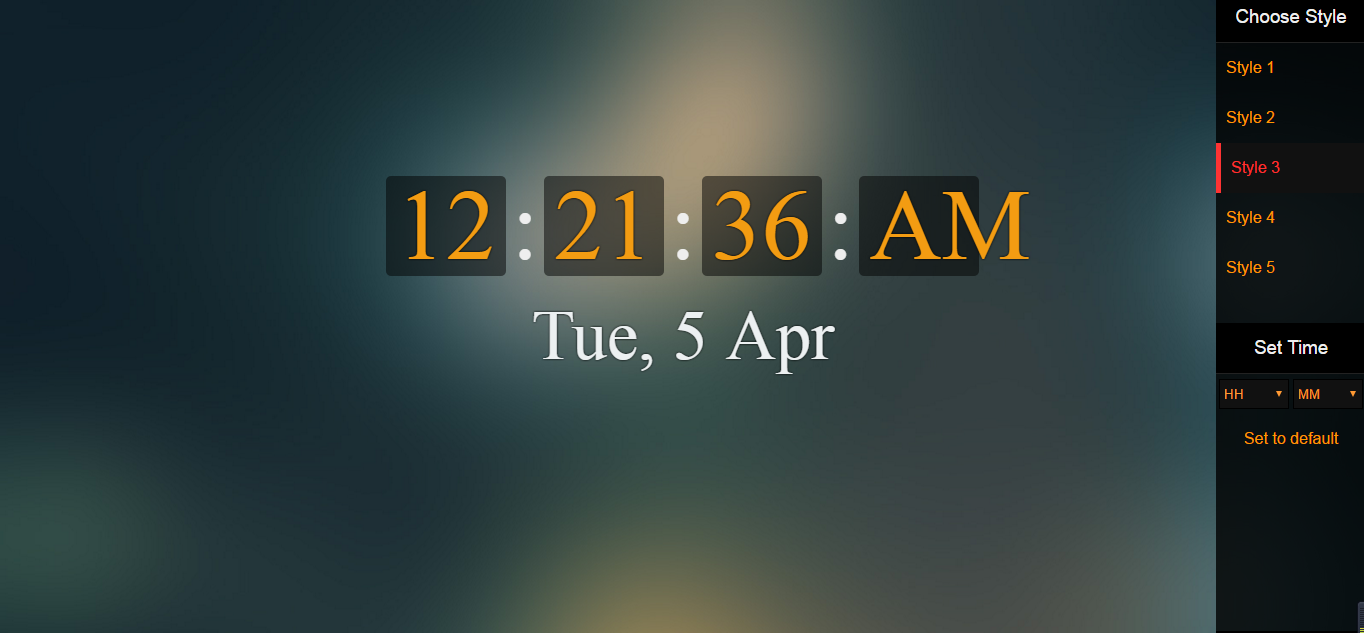 12 : 21 : 36 : AM
Tue, 5 Apr
Choose Style
Style 1
Style 2
Style 3
Style 4
Style 5
Set Time
HH MM
Set to default